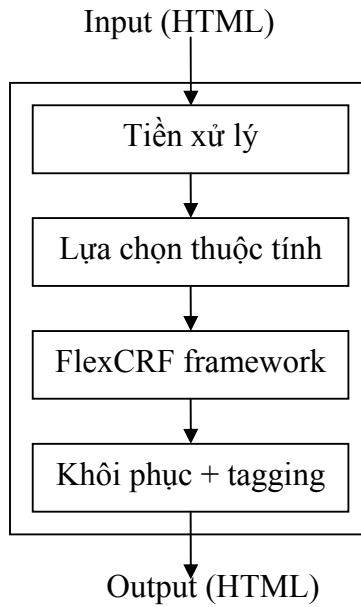 Input (HTML)
Tiền xử lý
Lựa chọn thuộc tính
FlexCRF framework
Khôi phục + tagging
Output (HTML)